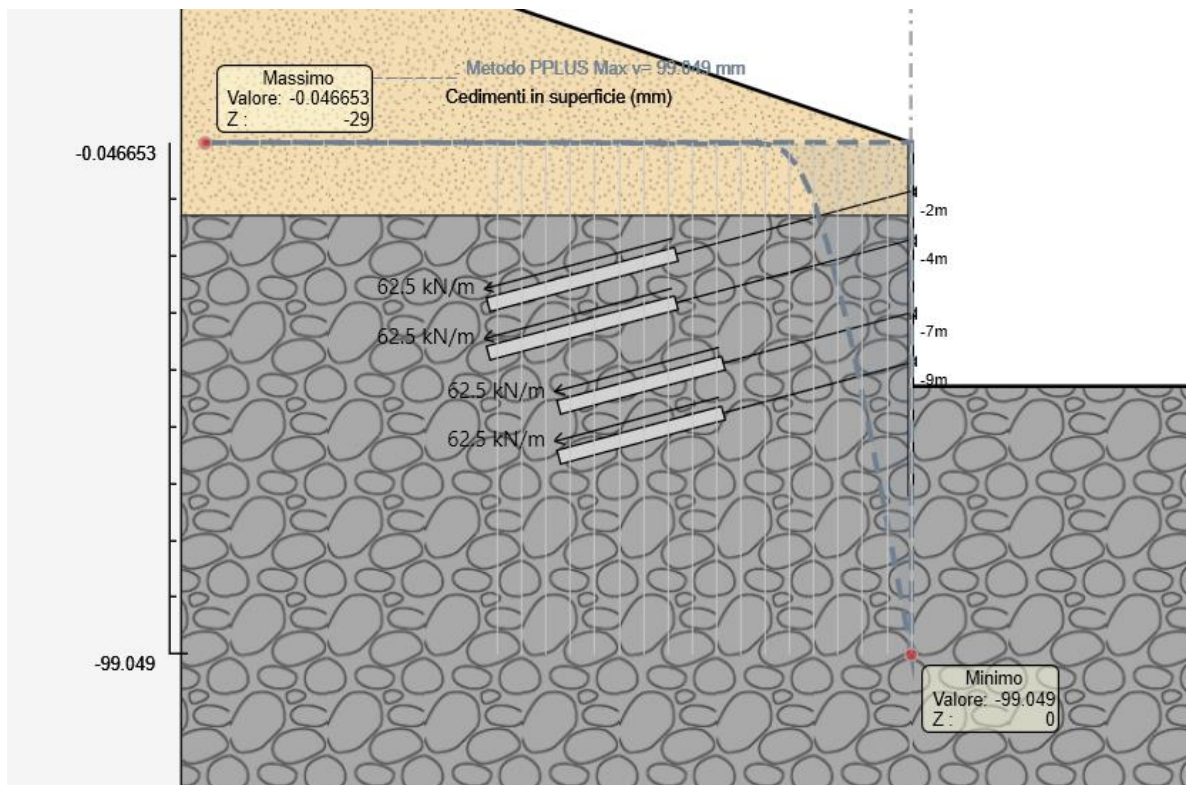 Metodo PPLUS Max v= 99.049 mm
Massimo
Valore: -0.046653
Z : -29
Cedimenti in superficie (mm)
-0.046653
-2m
-4m
62.5 kN/m
62.5 kN/m
-7m
-9m
62.5 kN/m
62.5 kN/m
-99.049
Minimo
Valore: -99.049
Z : 0